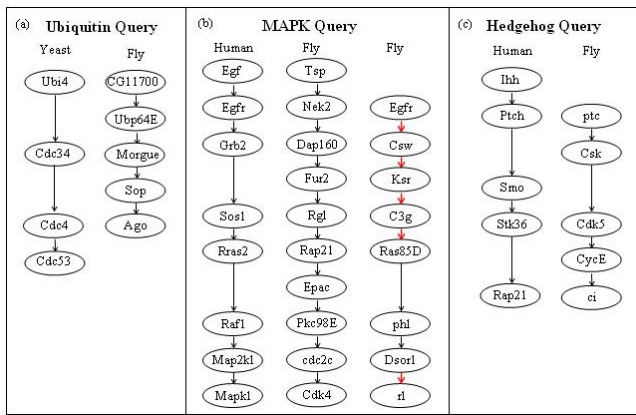 (a) Ubiquitin Query
Yeast Fly
Ubi4
CG11700
Ubp64E
Cdc34
Morgue
Sop
Cdc4
Ago
Cdc53
(b) MAPK Query
Human Fly Fly
Egf
Tsp
Egfr
Nek2
Egfr
Grb2
Dap160
Csw
Fur2
Ksr
Sos1
Rgl
C3g
Rras2
Rap21
Ras85D
Epac
Raf1
Pkc98E
phl
Map2k1
cdc2c
Dsor1
Mapk1
Cdk4
rl
(c) Hedgehog Query
Human Fly
Ihh
Ptch
ptc
Csk
Smo
Stk36
Cdk5
CycE
Rap21
ci